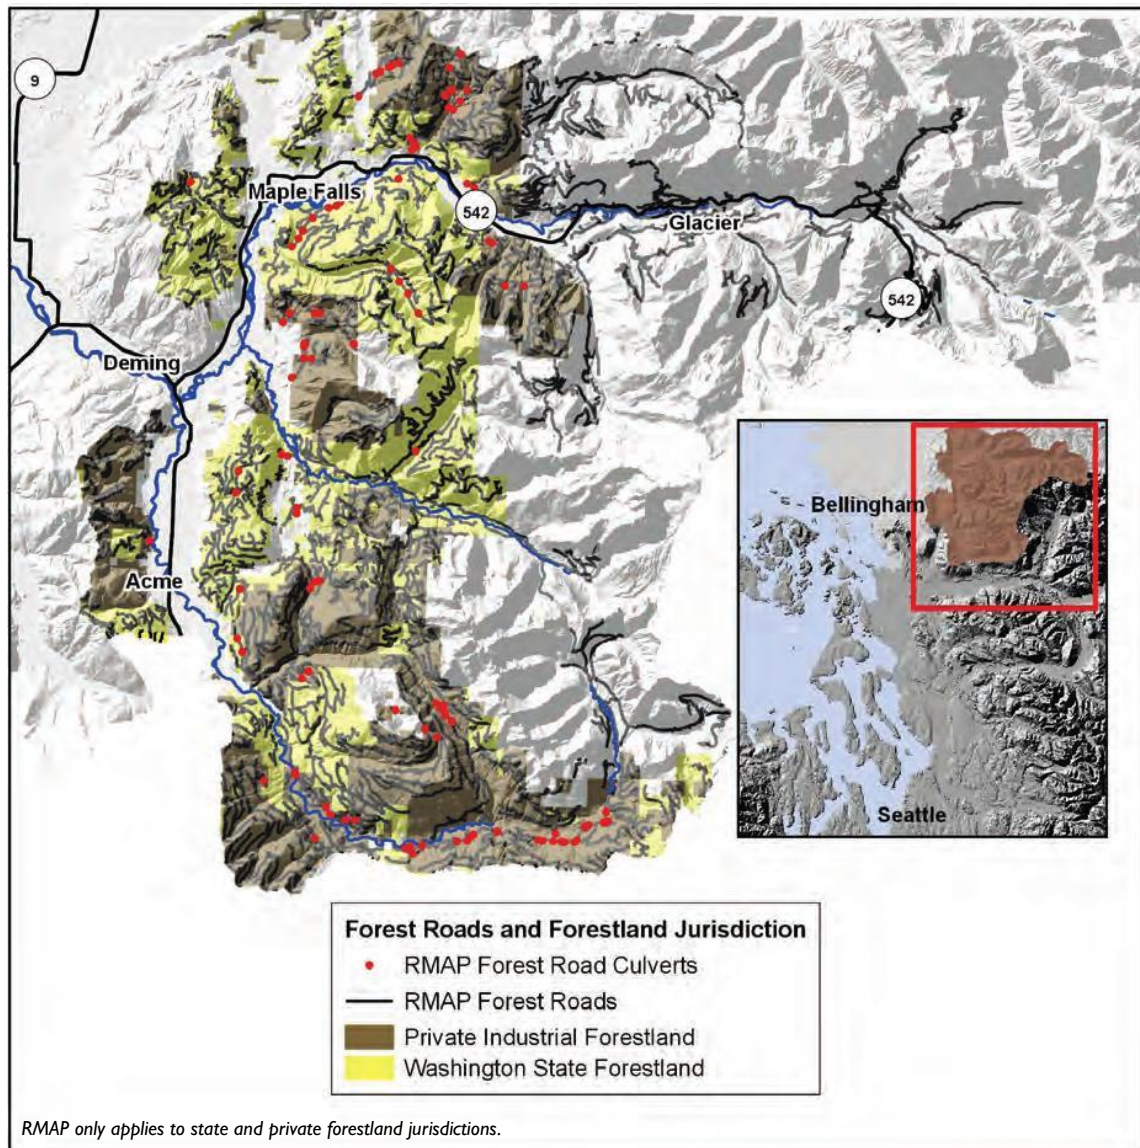 9
Maple Falls
542
Glacier
542
Deming
Bellingham
Acme
Seattle
Forest Roads and Forestland Jurisdiction
RMAP Forest Road Culverts
RMAP Forest Roads
Private Industrial Forestland
Washington State Forestland
RMAP only applies to state and private forestland jurisdictions.